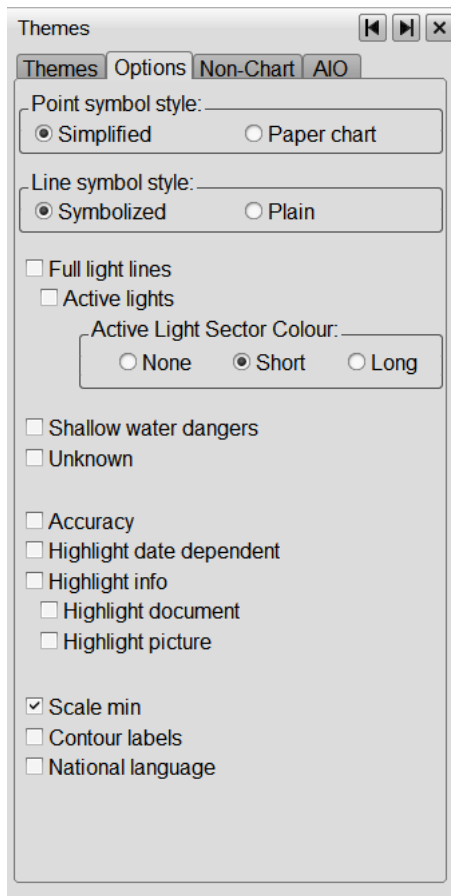 Themes
Themes Options Non-Chart AIO
Point symbol style:
Simplified Paper chart
Line symbol style:
Symbolized Plain
Full light lines
Active lights
Active Light Sector Colour:
None Short Long
Shallow water dangers
Unknown
Accuracy
Highlight date dependent
Highlight info
Highlight document
Highlight picture
Scale min
Contour labels
National language